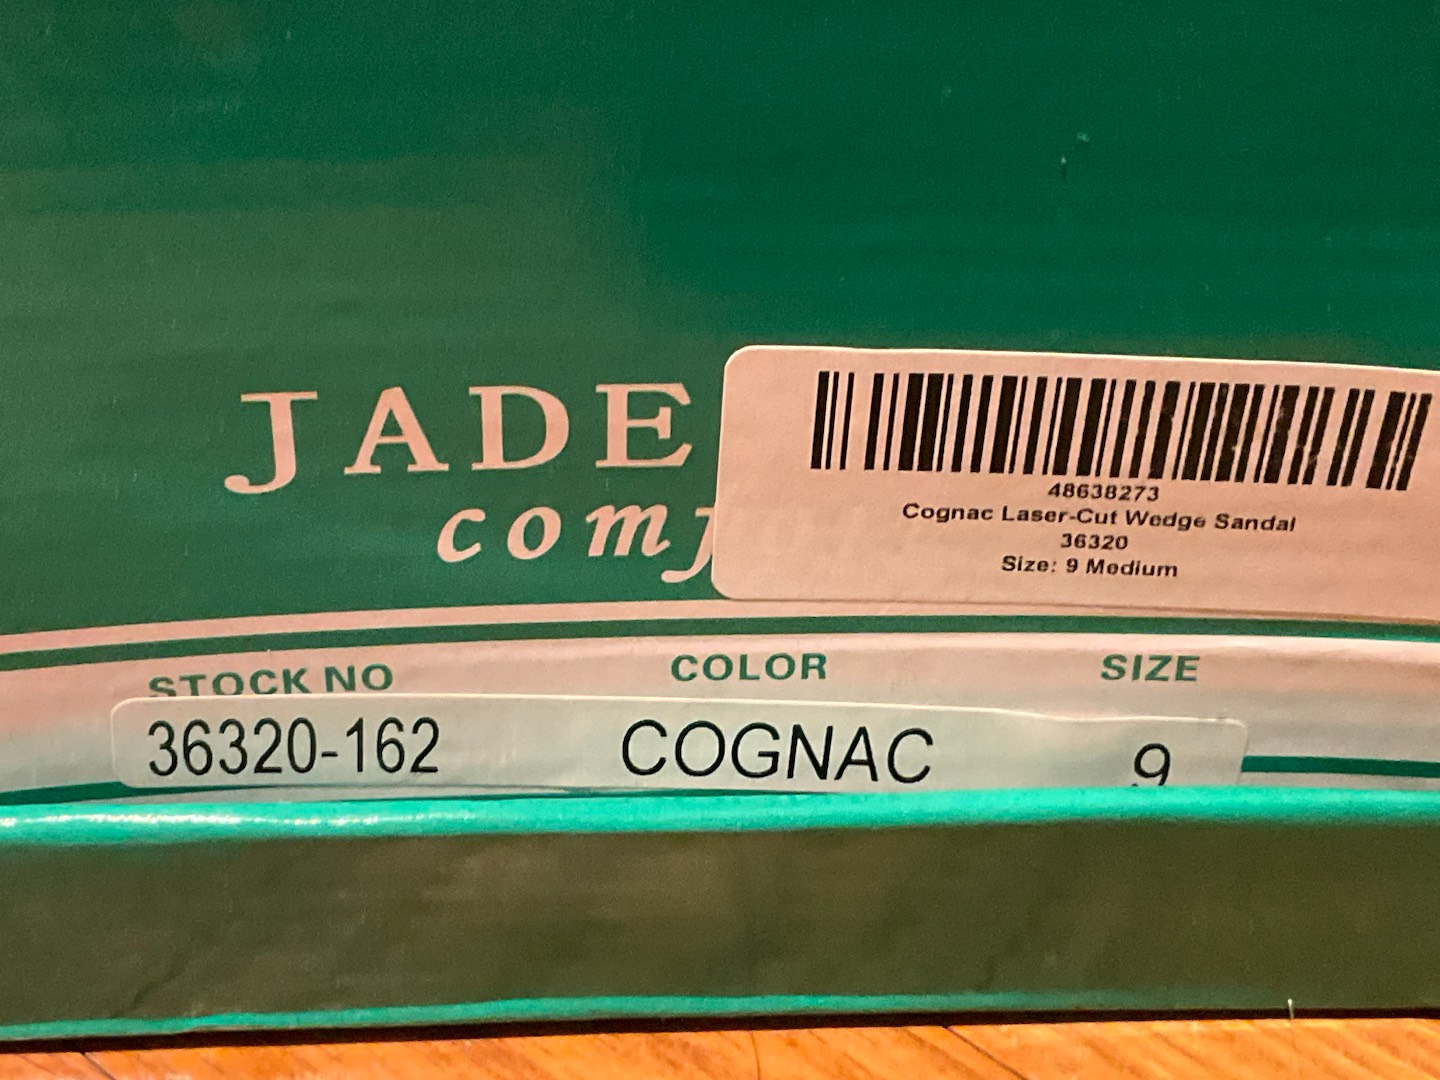 JADE
comf
48638273
Cognac Laser-Cut Wedge Sandal
36320
Size: 9 Medium
STOCK NO COLOR SIZE
36320-162 COGNAC 9